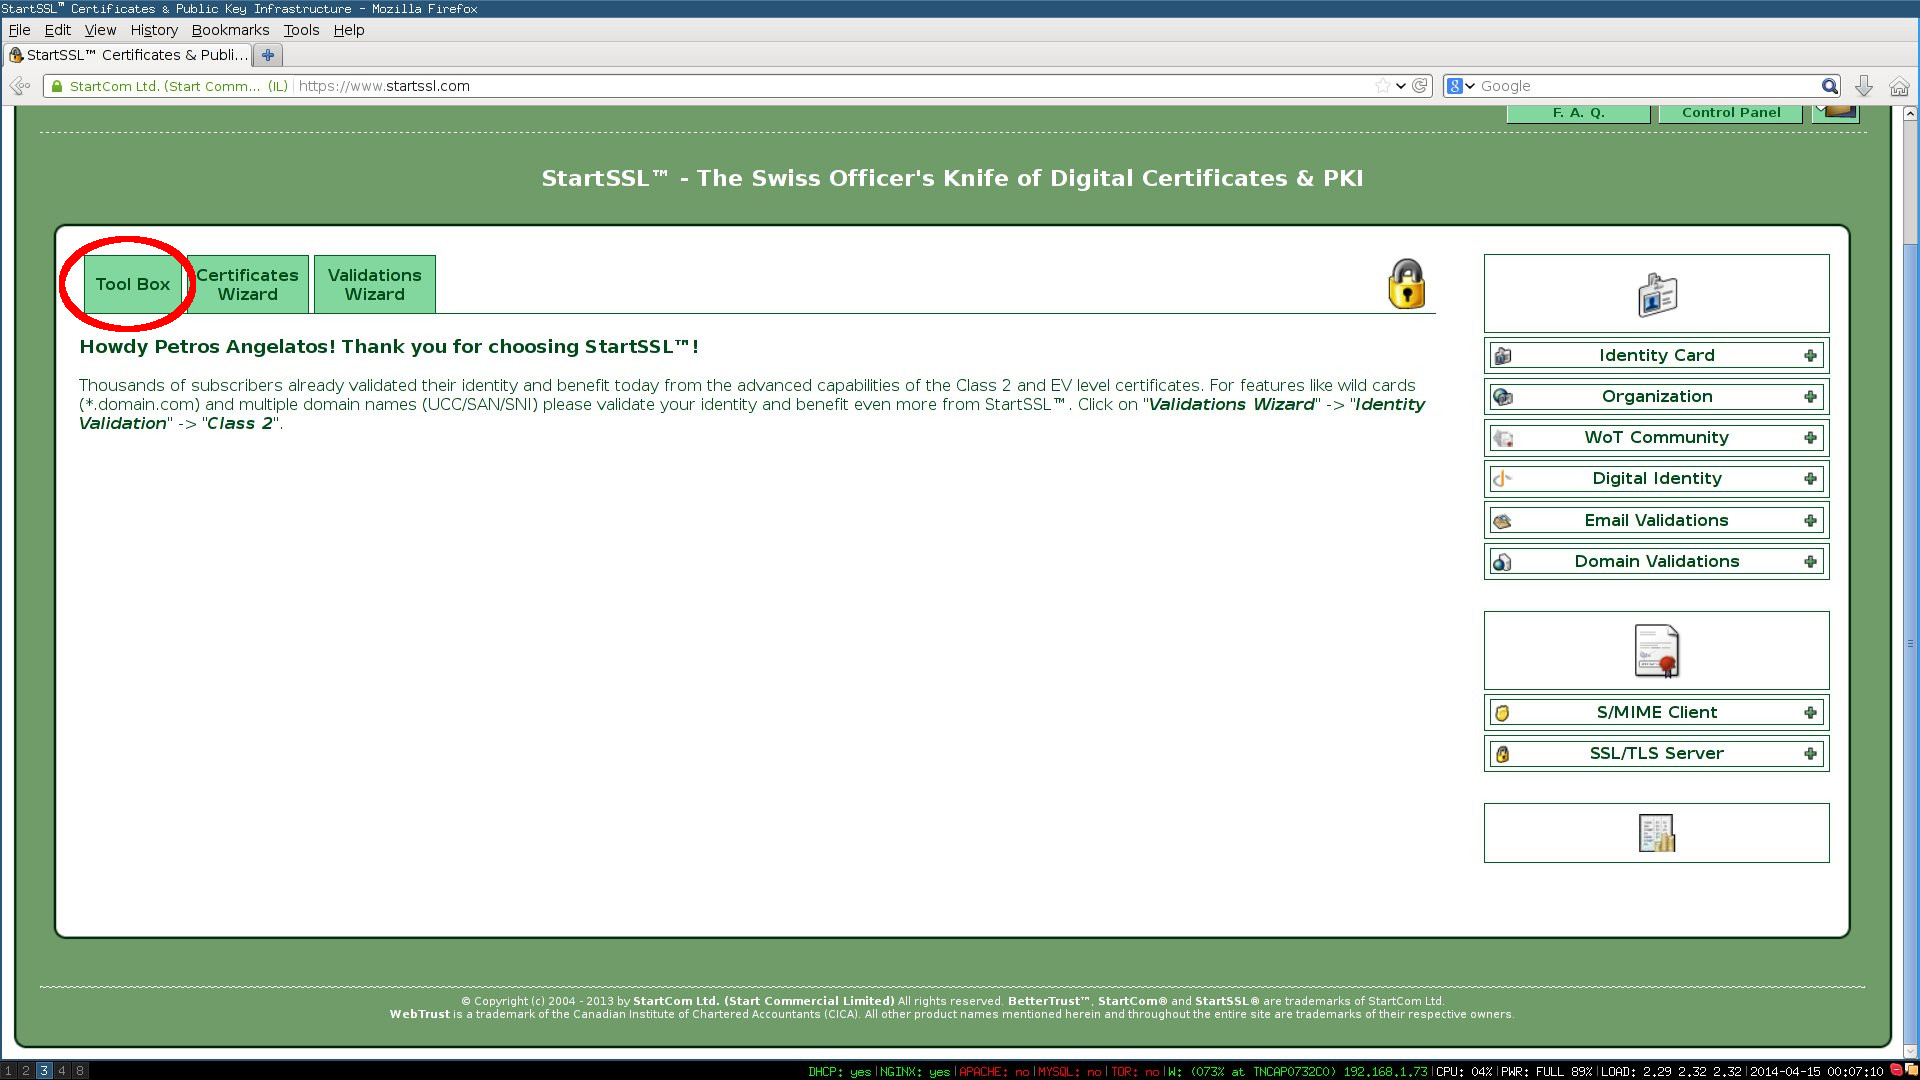 StartSSL™ Certificates & Public Key Infrastructure - Mozilla Firefox
File Edit View History Bookmarks Tools Help
StartSSL™ Certificates & Publi...
StartCom Ltd. (Start Comm... (IL) https://www.startssl.com
Google
F. A. Q.
Control Panel
StartSSL™ - The Swiss Officer's Knife of Digital Certificates & PKI
Tool Box
Certificates
Wizard
Validations
Wizard
Howdy Petros Angelatos! Thank you for choosing StartSSL™!
Thousands of subscribers already validated their identity and benefit today from the advanced capabilities of the Class 2 and EV level certificates. For features like wild cards
(*.domain.com) and multiple domain names (UCC/SAN/SNI) please validate your identity and benefit even more from StartSSL™. Click on "Validations Wizard" -> "Identity
Validation" -> "Class 2".
Identity Card
Organization
WoT Community
Digital Identity
Email Validations
Domain Validations
S/MIME Client
SSL/TLS Server
© Copyright (c) 2004 - 2013 by StartCom Ltd. (Start Commercial Limited) All rights reserved. BetterTrust™, StartCom® and StartSSL® are trademarks of StartCom Ltd.
WebTrust is a trademark of the Canadian Institute of Chartered Accountants (CICA). All other product names mentioned herein and throughout the entire site are trademarks of their respective owners.
1 2 3 4 8
DHCP: yes|NGINX: yes|APACHE: no|MYSQL: no|TOR: no|W: (073% at TNCAP0732C0) 192.168.1.73|CPU: 04%|PWR: FULL 89%|LOAD: 2.29 2.32 2.32|2014-04-15 00:07:10